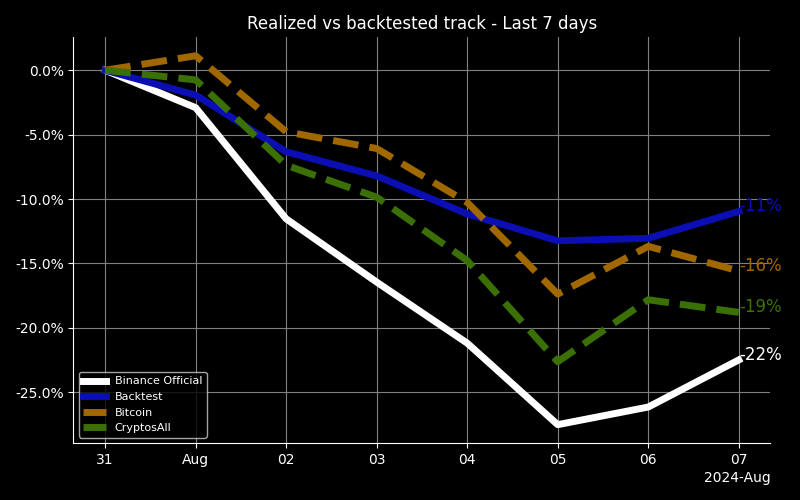 Realized vs backtested track - Last 7 days
0.0%
-5.0%
-10.0%
-15.0%
-20.0%
-25.0%
-11%
-16%
-19%
-22%
Binance Official
Backtest
Bitcoin
CryptosAll
31 Aug 02 03 04 05 06 07
2024-Aug